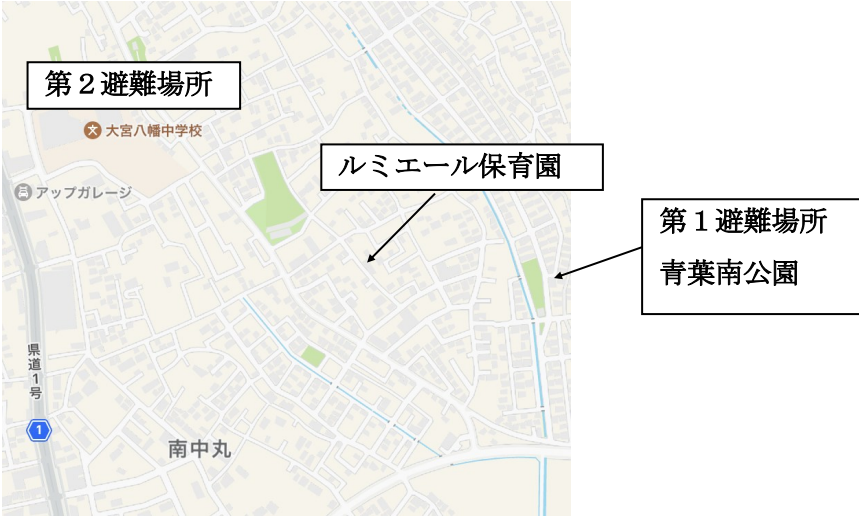 第２避難場所
大宮八幡中学校
ルミエール保育園
アップガレージ
第１避難場所
青葉南公園
県道1号
1
南中丸